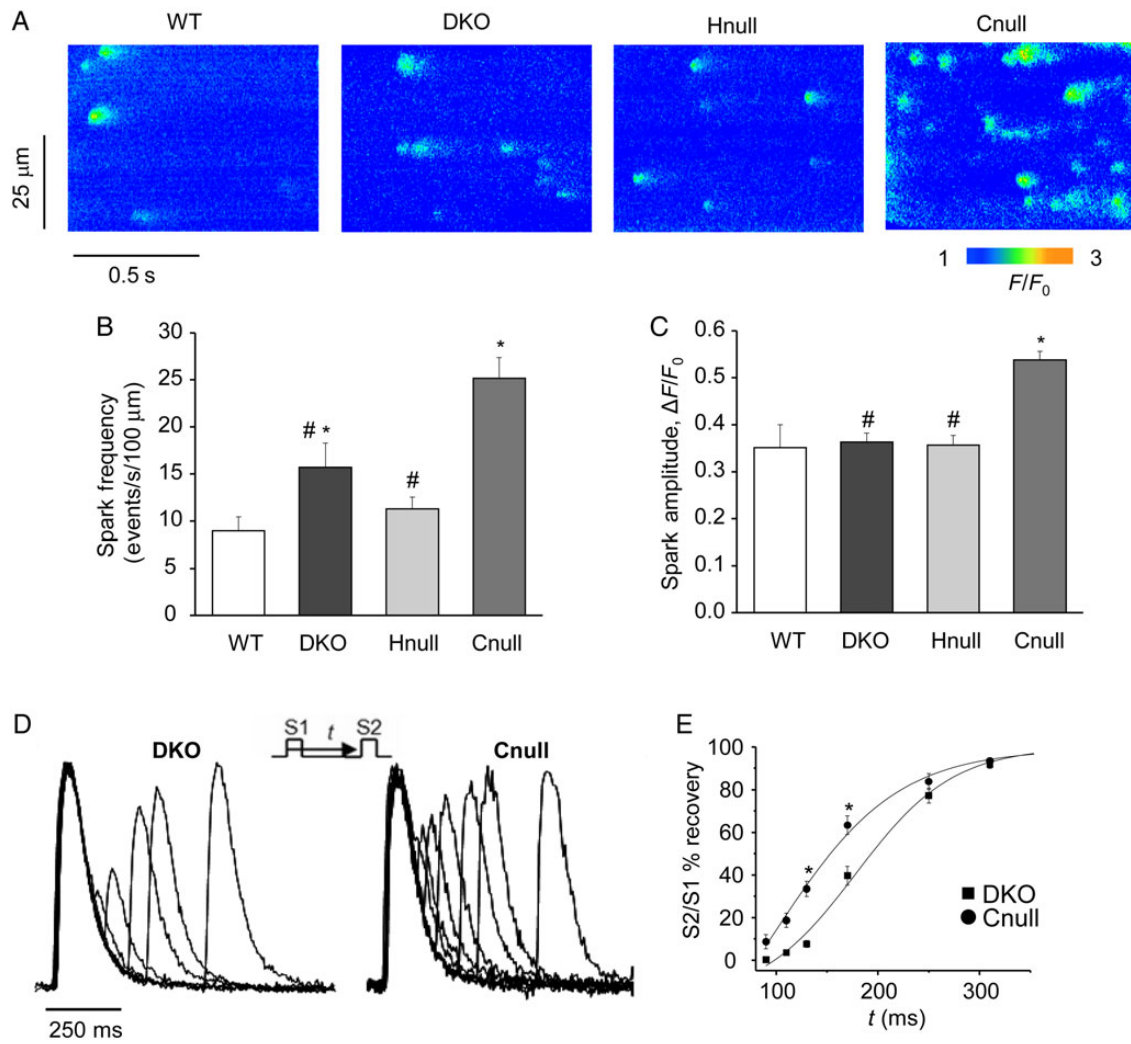 A
WT
DKO
Hnull
Cnull
25 µm
0.5 s
1 3
F/F0
B
Spark frequency
(events/s/100 µm)
30
25
20
15
10
5
0
# *
#
*
WT DKO Hnull Cnull
C
Spark amplitude, ΔF/F0
0.6
0.5
0.4
0.3
0.2
0.1
0.0
#
#
*
WT DKO Hnull Cnull
D
DKO
S1 t S2
Cnull
250 ms
E
S2/S1 % recovery
100
80
60
40
20
0
*
*
DKO
Cnull
100 200 300
t (ms)